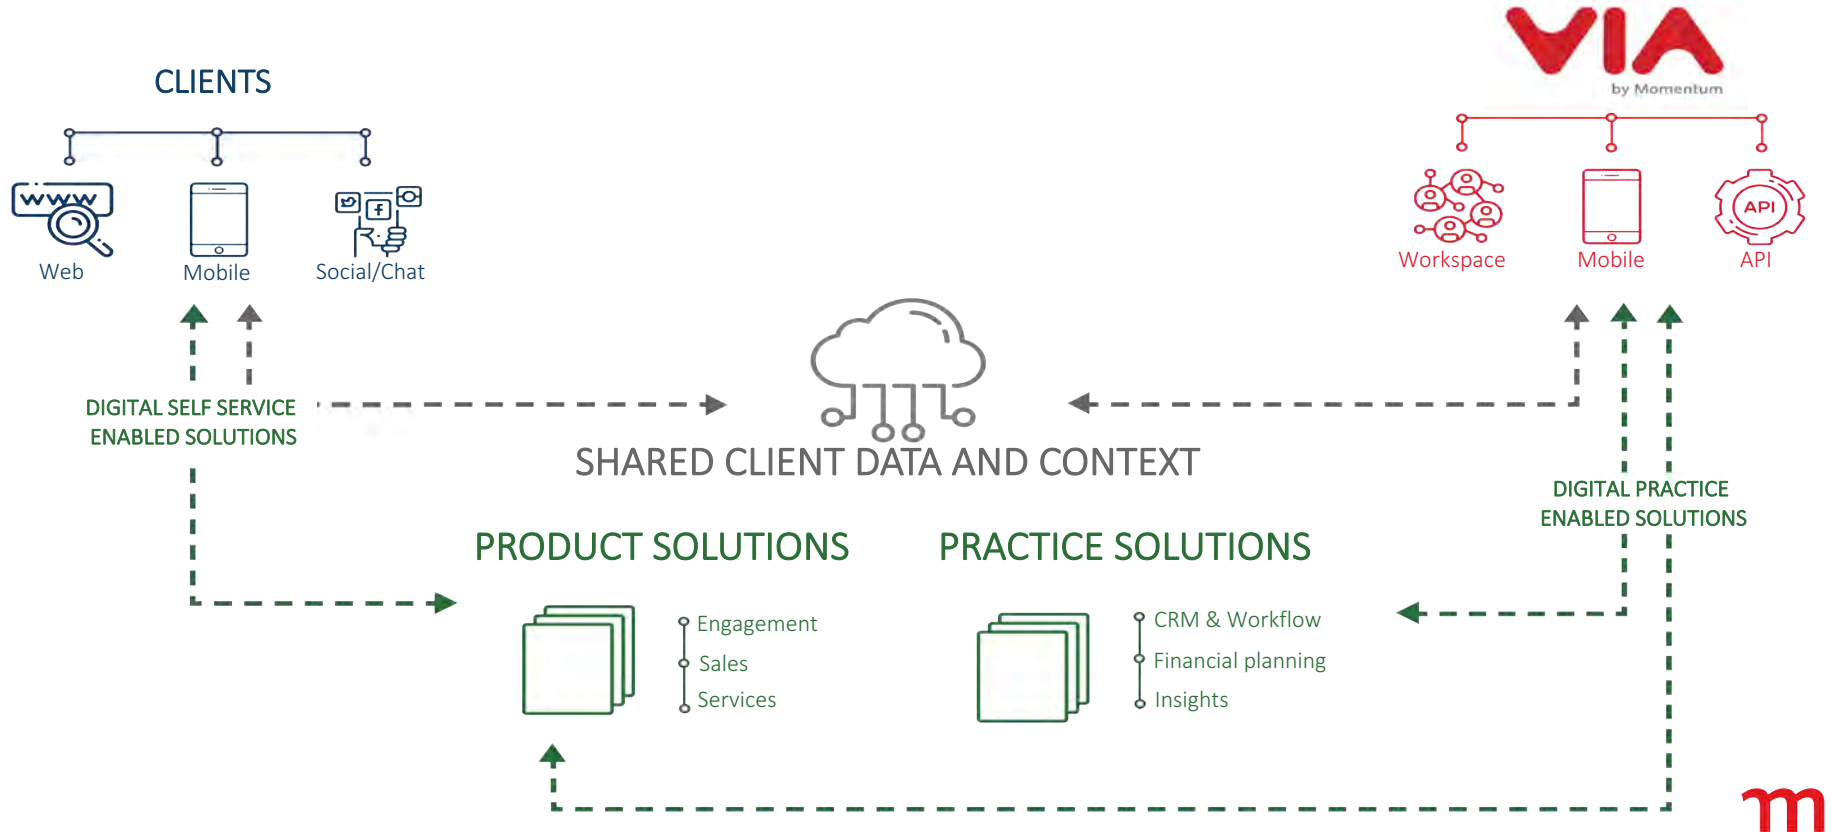 CLIENTS
WWW
Web
Mobile
Social/Chat
VIA
by Momentum
API
Workspace
Mobile
API
DIGITAL SELF SERVICE
ENABLED SOLUTIONS
SHARED CLIENT DATA AND CONTEXT
DIGITAL PRACTICE
ENABLED SOLUTIONS
PRODUCT SOLUTIONS
Engagement
Sales
Services
PRACTICE SOLUTIONS
CRM & Workflow
Financial planning
Insights
m